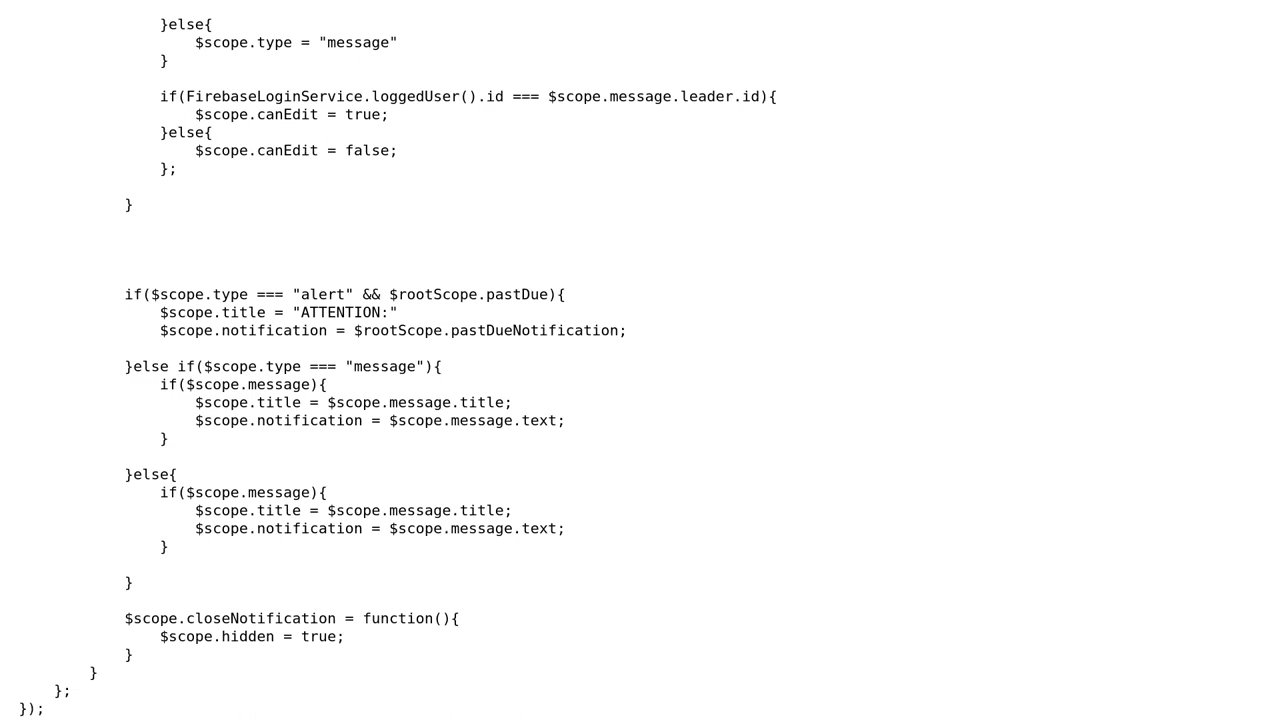 }else{
$scope.type = "message"
}
if(FirebaseLoginService.loggedUser().id === $scope.message.leader.id){
$scope.canEdit = true;
}else{
$scope.canEdit = false;
};
}
if($scope.type === "alert" && $rootScope.pastDue){
$scope.title = "ATTENTION:"
$scope.notification = $rootScope.pastDueNotification;
}else if($scope.type === "message"){
if($scope.message){
$scope.title = $scope.message.title;
$scope.notification = $scope.message.text;
}
}else{
if($scope.message){
$scope.title = $scope.message.title;
$scope.notification = $scope.message.text;
}
}
$scope.closeNotification = function(){
$scope.hidden = true;
}
}
};
});